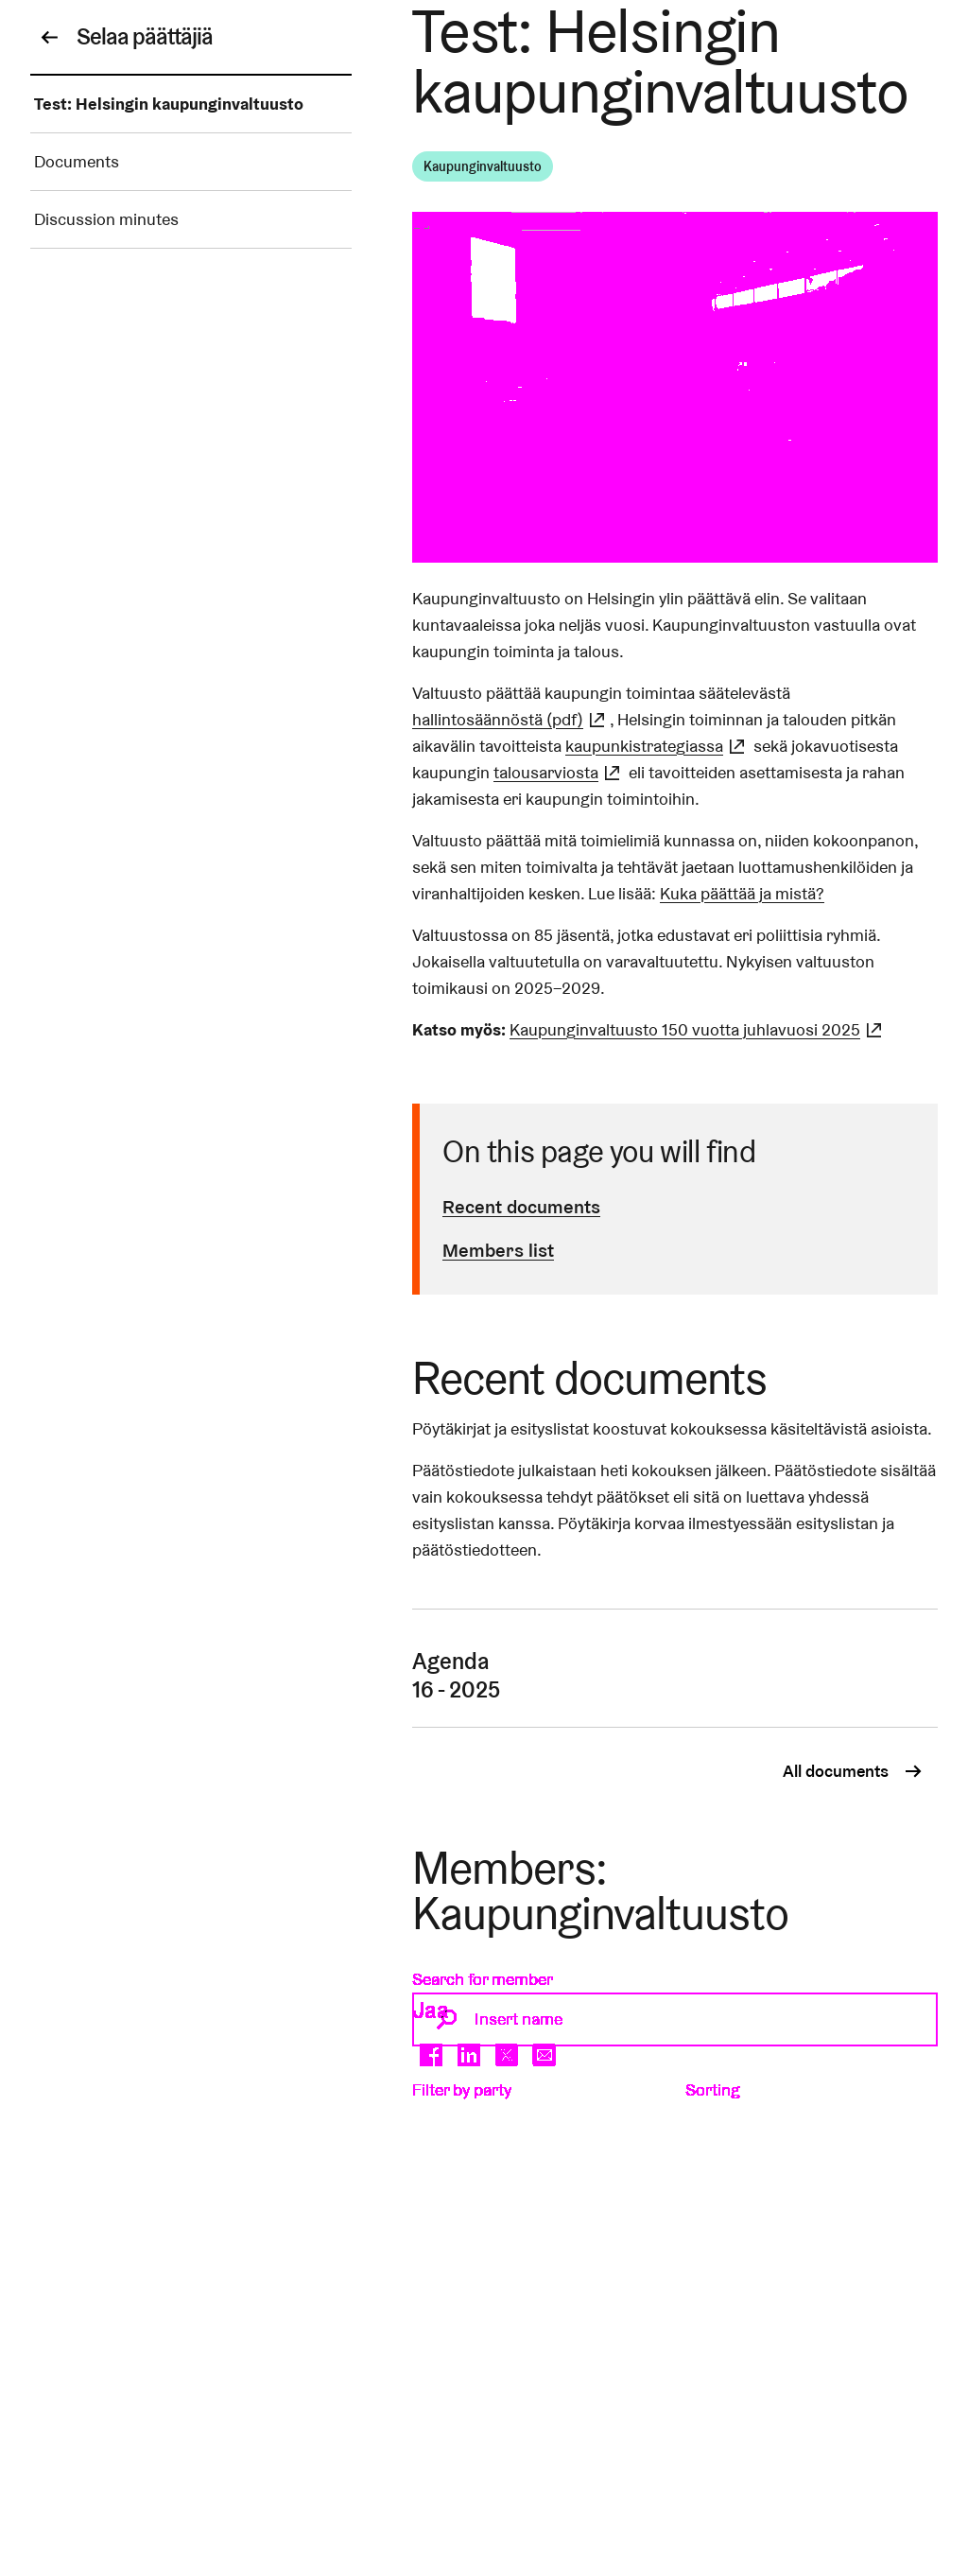 Selaa päättäjiä
Test: Helsingin kaupunginvaltuusto
Documents
Discussion minutes
Test: Helsingin
kaupunginvaltuusto
Kaupunginvaltuusto
Kaupunginvaltuusto on Helsingin ylin päättävä elin. Se valitaan
kuntavaaleissa joka neljäs vuosi. Kaupunginvaltuuston vastuulla ovat
kaupungin toiminta ja talous.
Valtuusto päättää kaupungin toimintaa säätelevästä
hallintosäännöstä (pdf) , Helsingin toiminnan ja talouden pitkän
aikavälin tavoitteista kaupunkistrategiassa sekä jokavuotisesta
kaupungin talousarviosta eli tavoitteiden asettamisesta ja rahan
jakamisesta eri kaupungin toimintoihin.
Valtuusto päättää mitä toimielimiä kunnassa on, niiden kokoonpanon,
sekä sen miten toimivalta ja tehtävät jaetaan luottamushenkilöiden ja
viranhaltijoiden kesken. Lue lisää: Kuka päättää ja mistä?
Valtuustossa on 85 jäsentä, jotka edustavat eri poliittisia ryhmiä.
Jokaisella valtuutetulla on varavaltuutettu. Nykyisen valtuuston
toimikausi on 2025–2029.
Katso myös: Kaupunginvaltuusto 150 vuotta juhlavuosi 2025
On this page you will find
Recent documents
Members list
Recent documents
Pöytäkirjat ja esityslistat koostuvat kokouksessa käsiteltävistä asioista.
Päätöstiedote julkaistaan heti kokouksen jälkeen. Päätöstiedote sisältää
vain kokouksessa tehdyt päätökset eli sitä on luettava yhdessä
esityslistan kanssa. Pöytäkirja korvaa ilmestyessään esityslistan ja
päätöstiedotteen.
Agenda
16 - 2025
All documents
Members:
Kaupunginvaltuusto
Search for member
Jaa
Insert name
Filter by party
Sorting